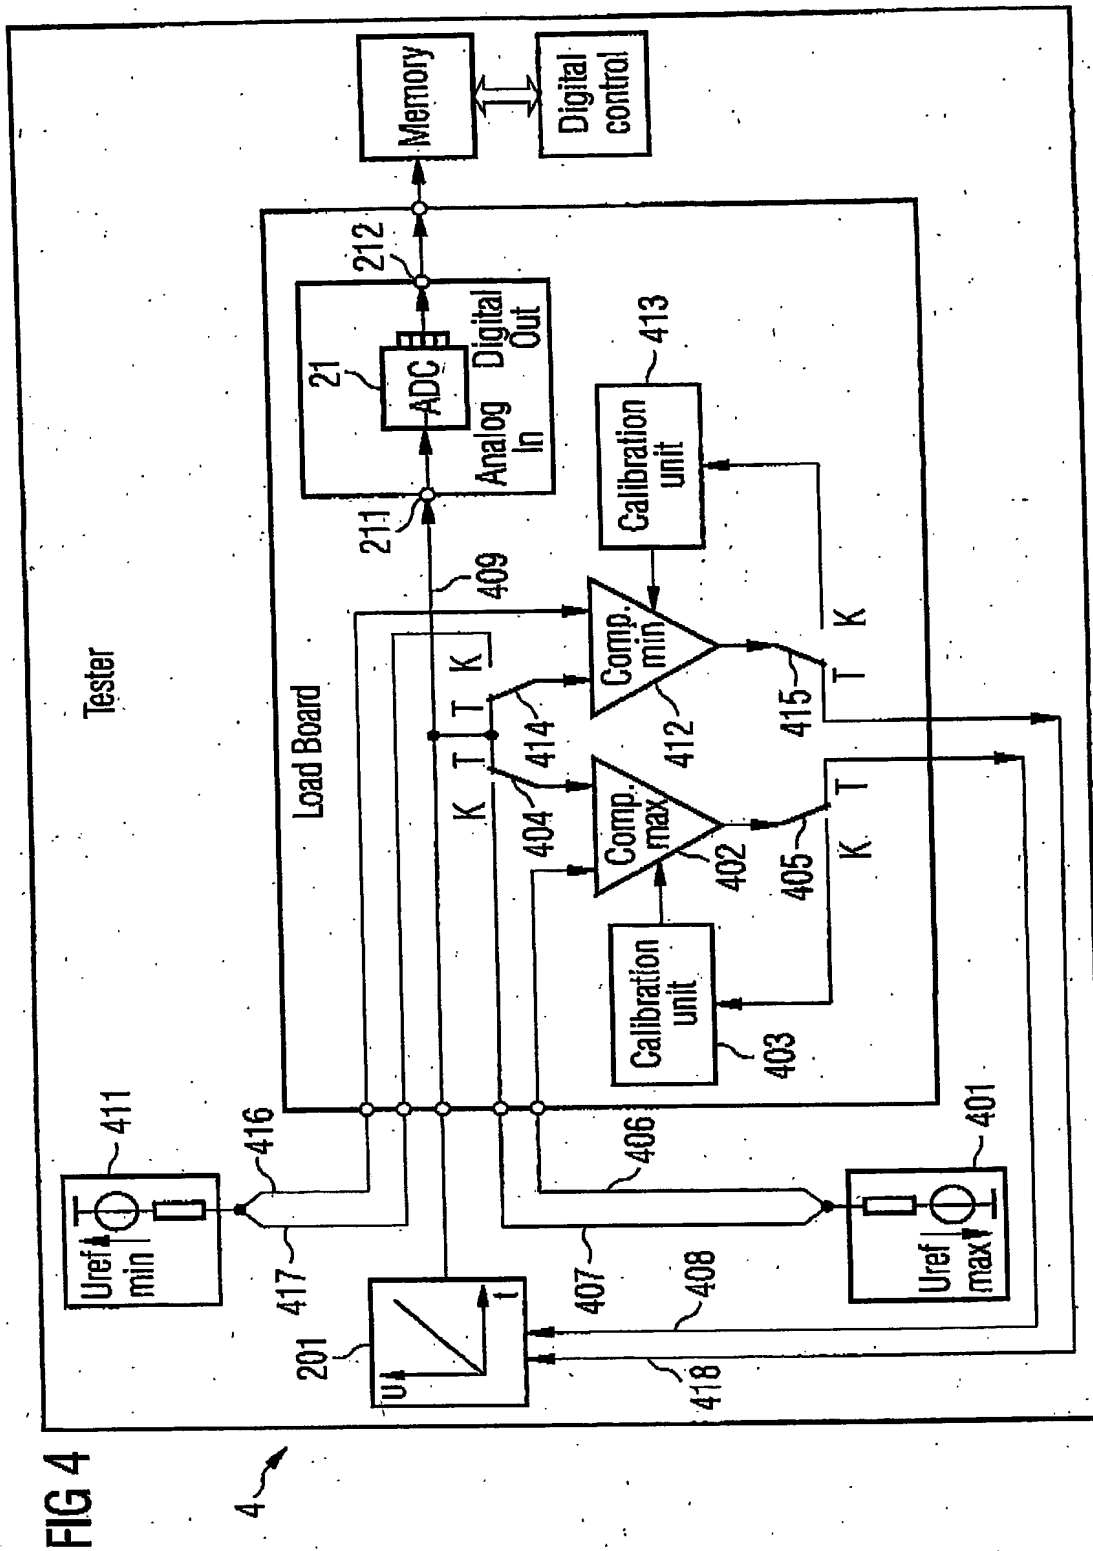 FIG 4
4
Tester
411
Uref
min
416
417
201
U
t
Load Board
Memory
Digital
control
212
21
ADC
Digital
Out
Analog
In
211
409
K
T
T
K
414
404
Comp.
min
412
Comp.
max
402
Calibration
unit
413
Calibration
unit
403
415
T
K
405
T
K
406
407
401
Uref
max
408
418